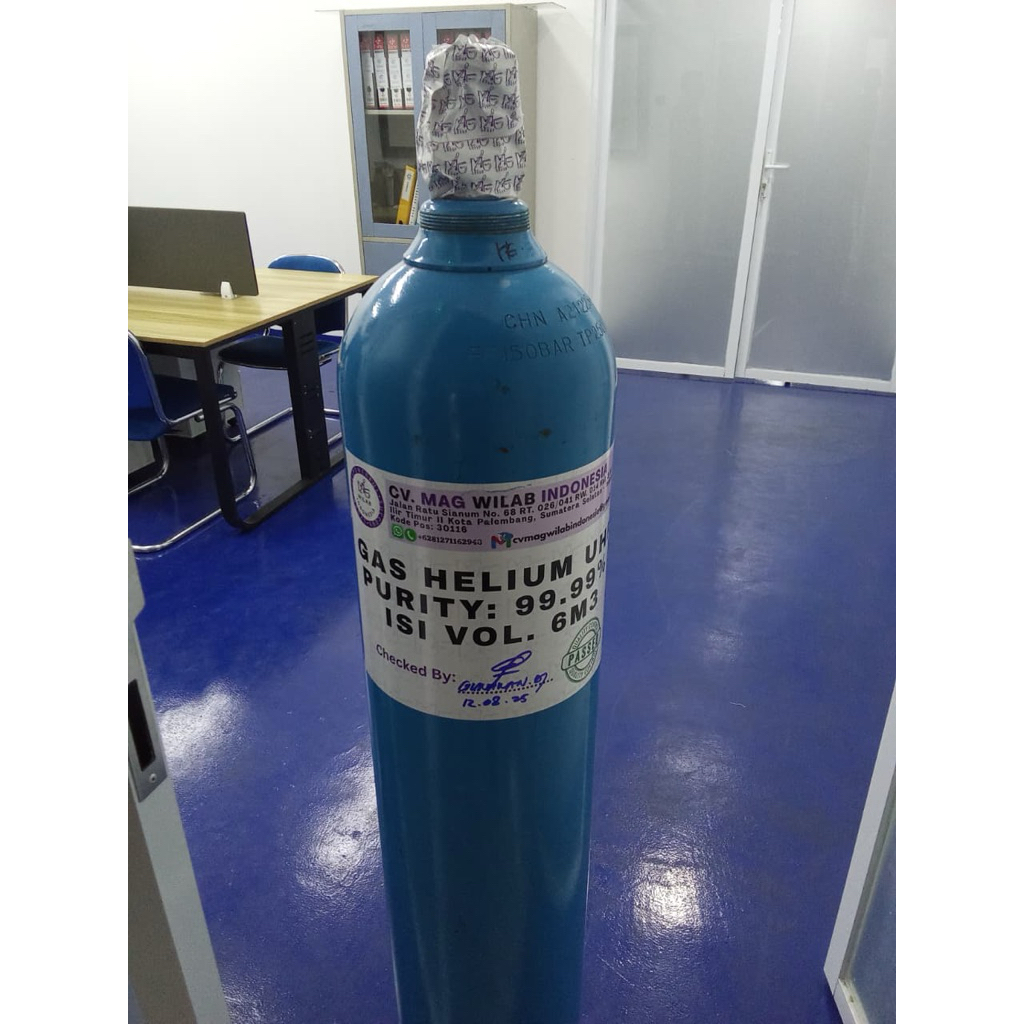 CHN
150BAR
CV. MAG WILAB INDONESIA
Jalan Ratu Sianum No. 68 RT. 026/041 RW.
Ilir Timur II Kota Palembang, Sumatera Selatan
Kode Pos: 30116
+6281271162940
cvmagwilabindonesia
GAS HELIUM UH
PURITY: 99.99%
ISI VOL. 6M3
PASSED
Checked By:
12.08.25